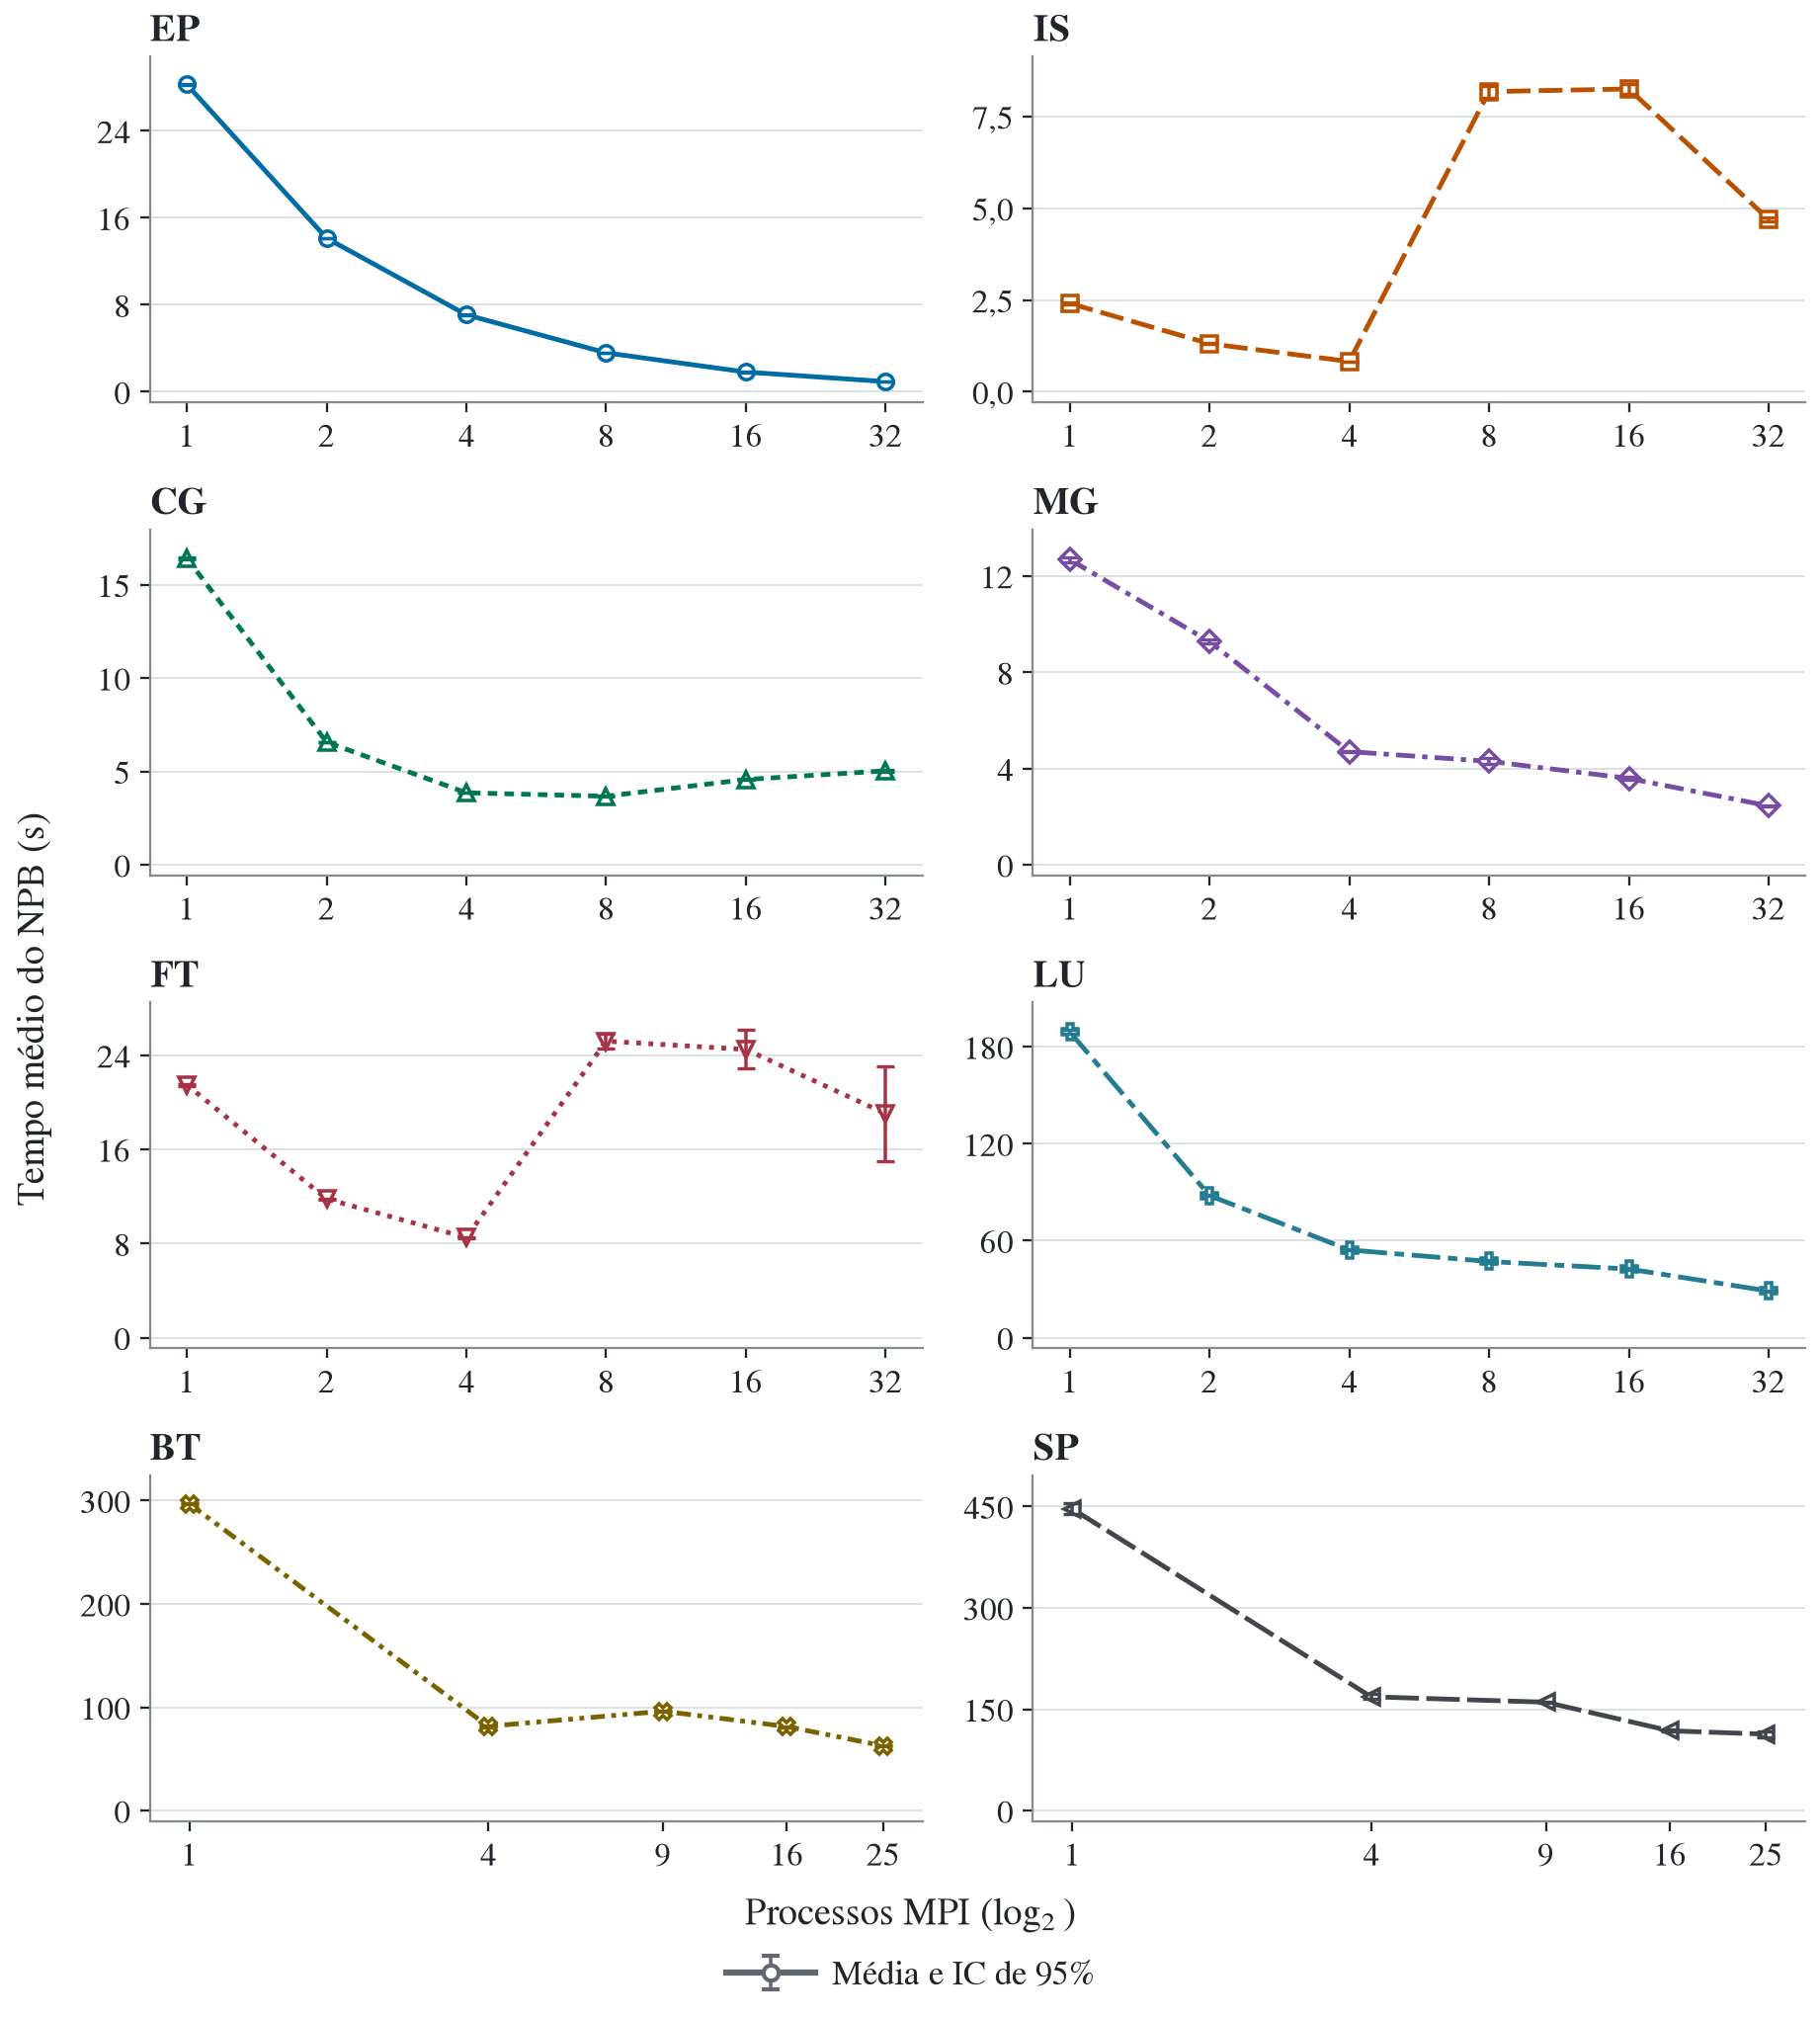 EP
24
16
8
0
1 2 4 8 16 32
IS
7,5
5,0
2,5
0,0
1 2 4 8 16 32
CG
15
10
5
0
1 2 4 8 16 32
MG
12
8
4
0
1 2 4 8 16 32
Tempo médio do NPB (s)
FT
24
16
8
0
1 2 4 8 16 32
LU
180
120
60
0
1 2 4 8 16 32
BT
300
200
100
0
1 4 9 16 25
SP
450
300
150
0
1 4 9 16 25
Processos MPI (log₂ )
Média e IC de 95%